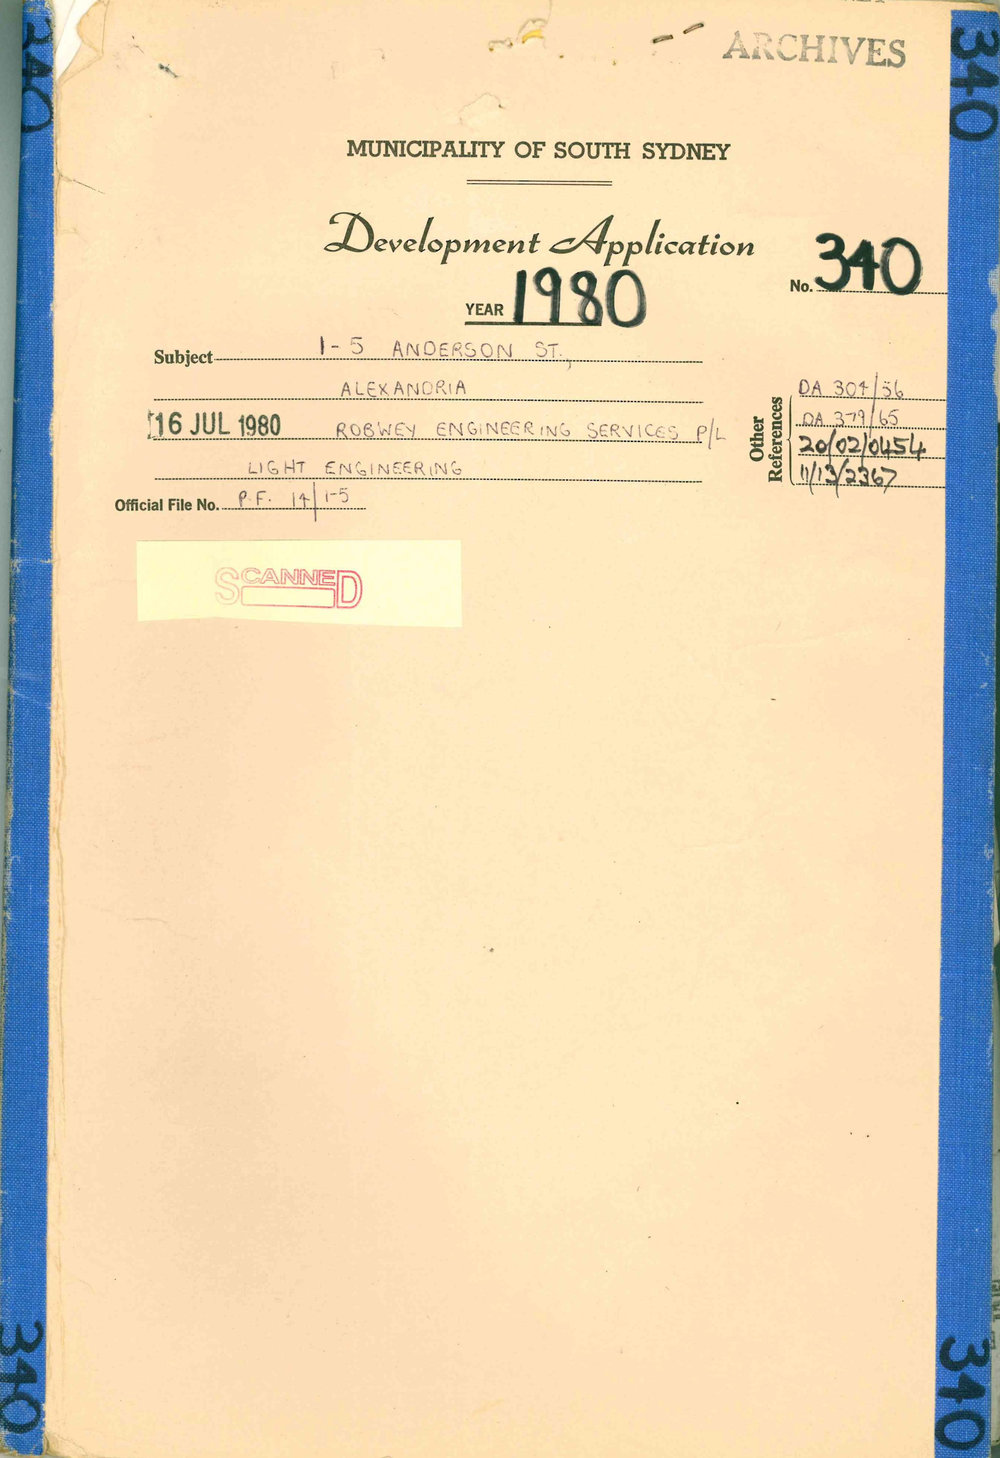 ARCHIVES
340
340
MUNICIPALITY OF SOUTH SYDNEY
Development Application
No. 340
YEAR 1980
Subject 1-5 ANDERSON ST.,
ALEXANDRIA
16 JUL 1980 ROBWEY ENGINEERING SERVICES P/L
LIGHT ENGINEERING
Official File No. P.F. 14/1-5
Other References
DA 304/56
DA 379/65
20/02/0454
11/13/2367
SCANNED
340
340